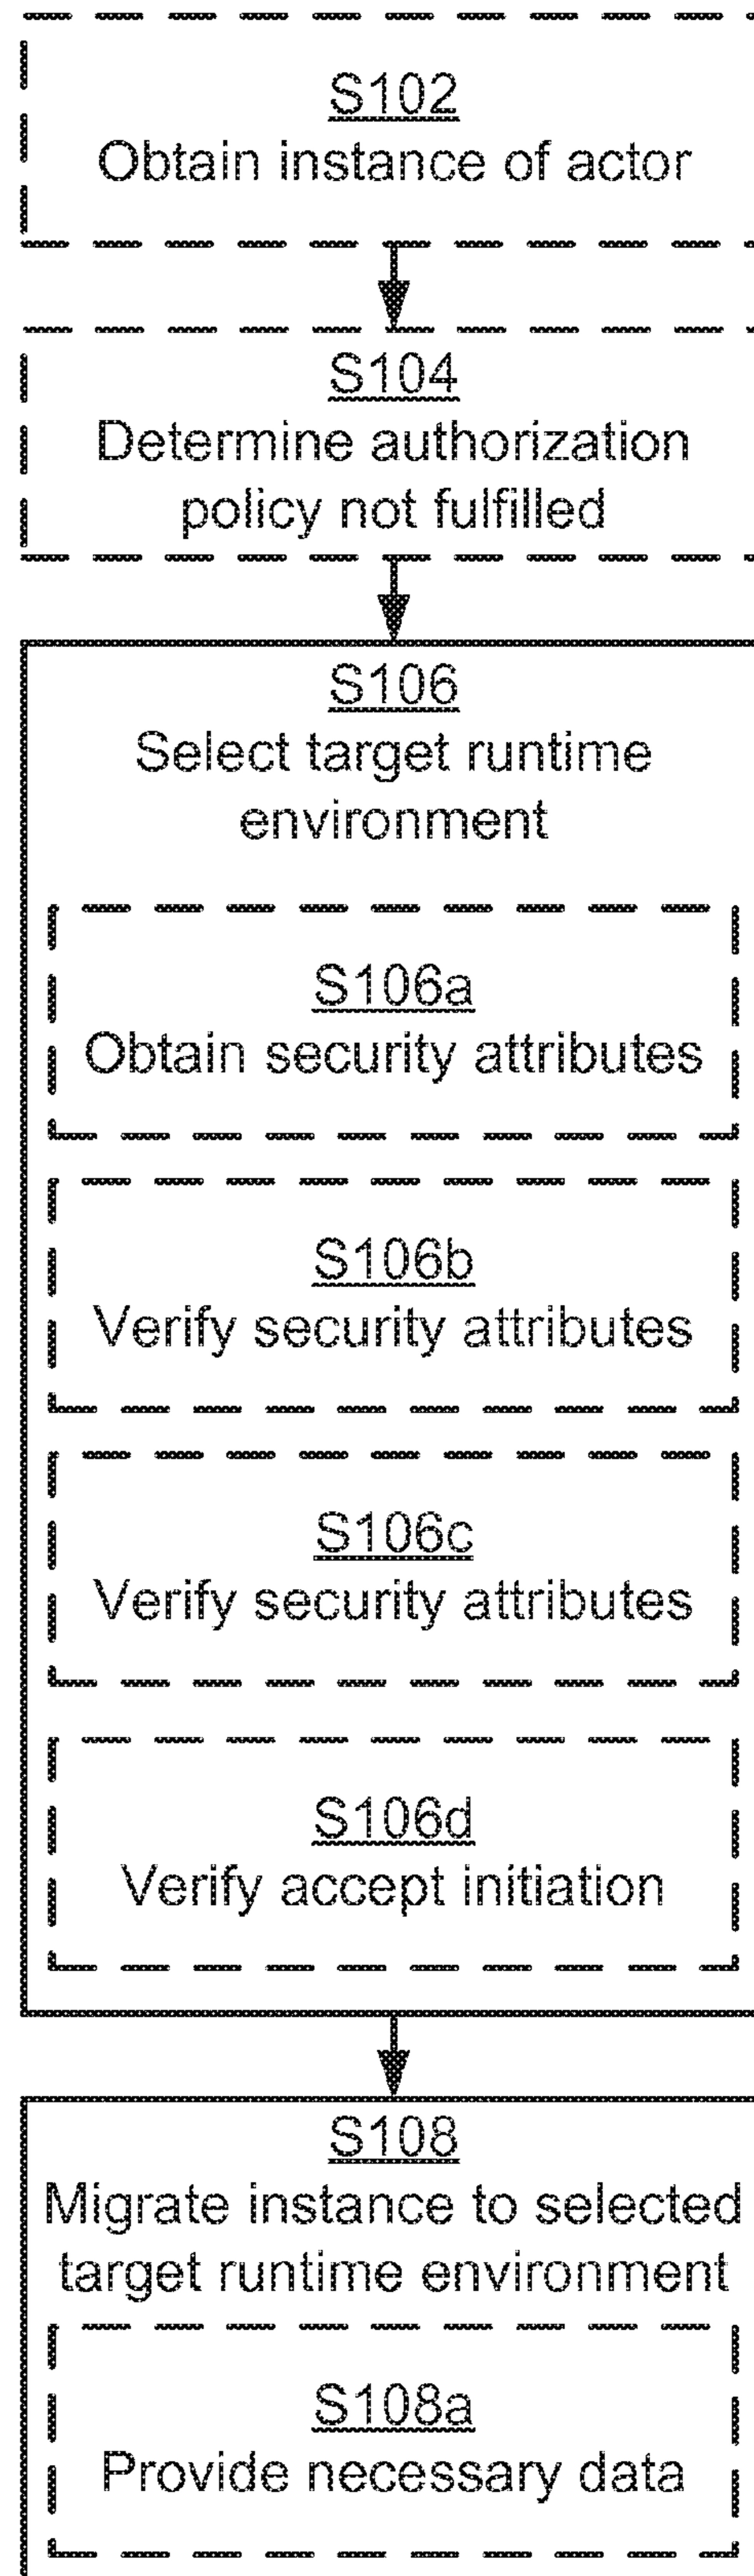 S102
Obtain instance of actor
S104
Determine authorization
policy not fulfilled
S106
Select target runtime
environment
S106a
Obtain security attributes
S106b
Verify security attributes
S106c
Verify security attributes
S106d
Verify accept initiation
S108
Migrate instance to selected
target runtime environment
S108a
Provide necessary data